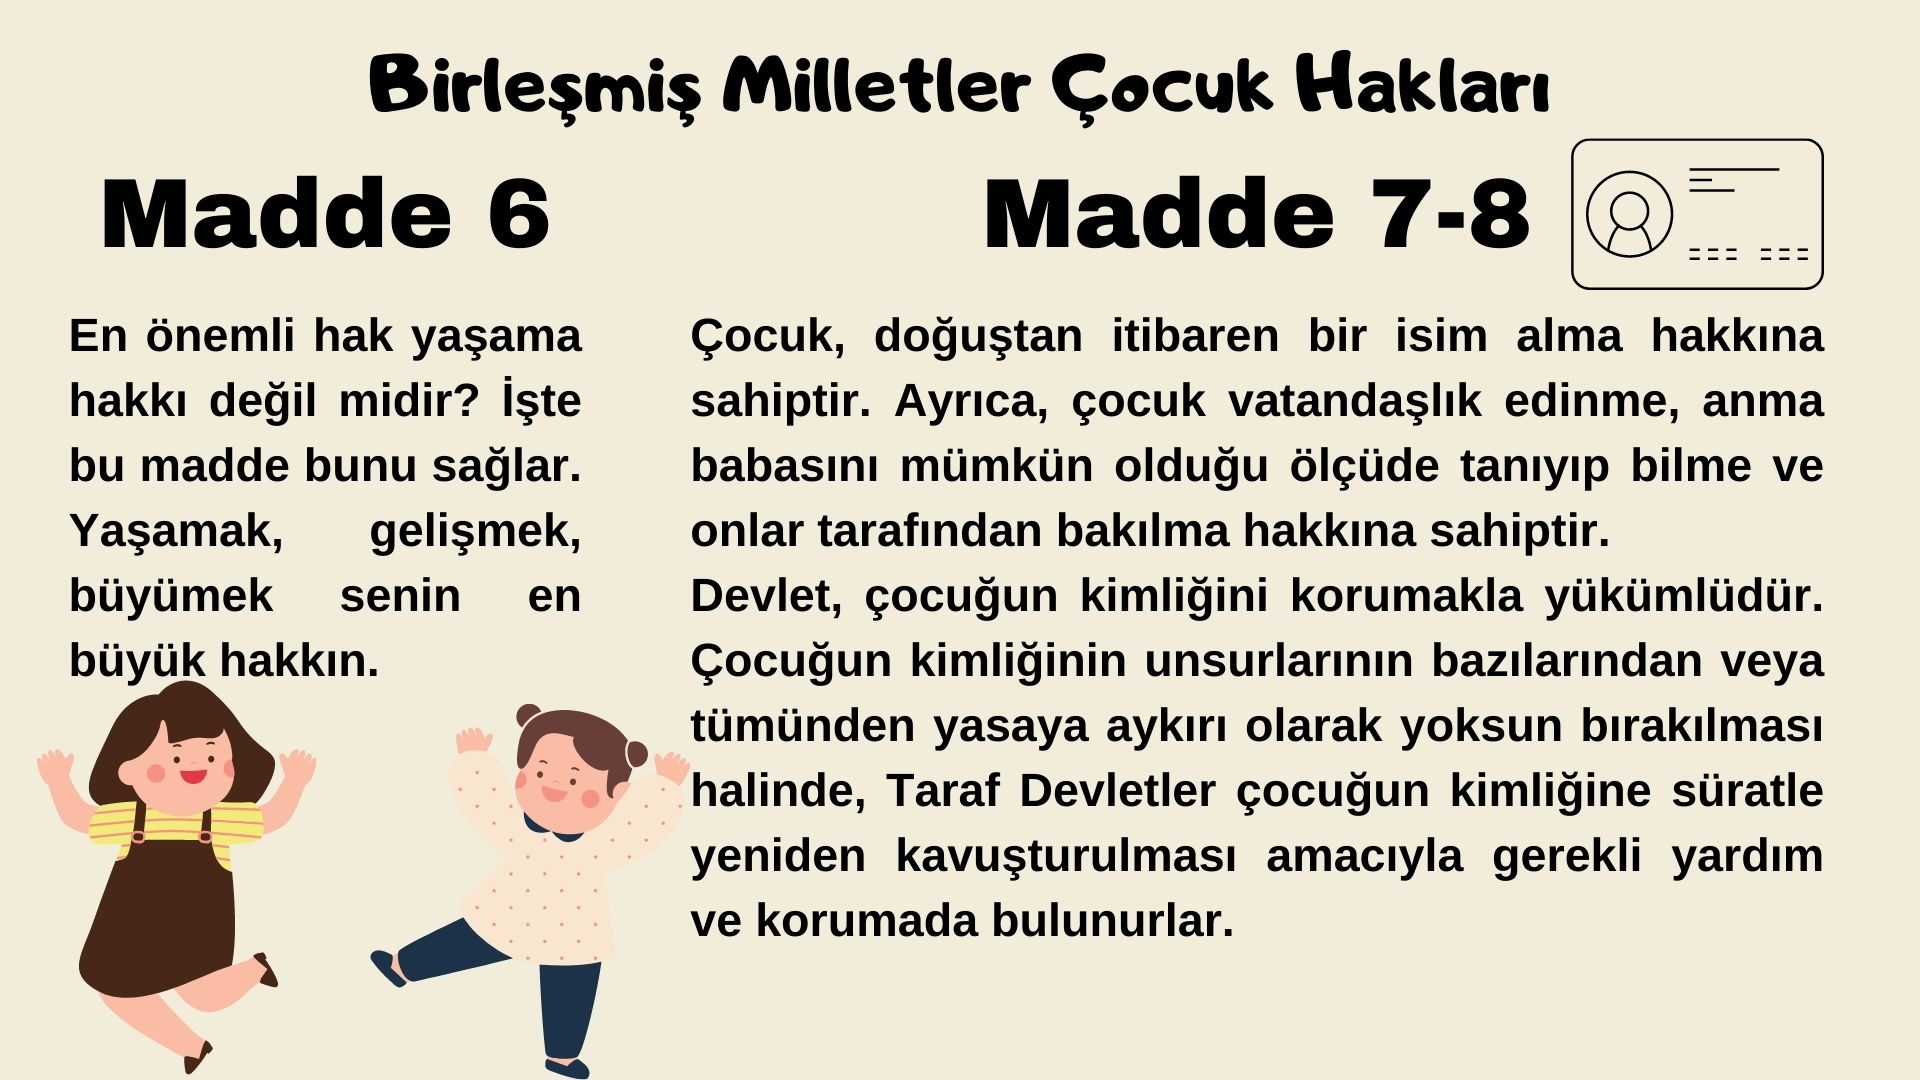 Birleşmiş Milletler Çocuk Hakları
Madde 6
En önemli hak yaşama
hakkı değil midir? İşte
bu madde bunu sağlar.
Yaşamak, gelişmek,
büyümek senin en
büyük hakkın.
Madde 7-8
Çocuk, doğuştan itibaren bir isim alma hakkına
sahiptir. Ayrıca, çocuk vatandaşlık edinme, anma
babasını mümkün olduğu ölçüde tanıyıp bilme ve
onlar tarafından bakılma hakkına sahiptir.
Devlet, çocuğun kimliğini korumakla yükümlüdür.
Çocuğun kimliğinin unsurlarının bazılarından veya
tümünden yasaya aykırı olarak yoksun bırakılması
halinde, Taraf Devletler çocuğun kimliğine süratle
yeniden kavuşturulması amacıyla gerekli yardım
ve korumada bulunurlar.